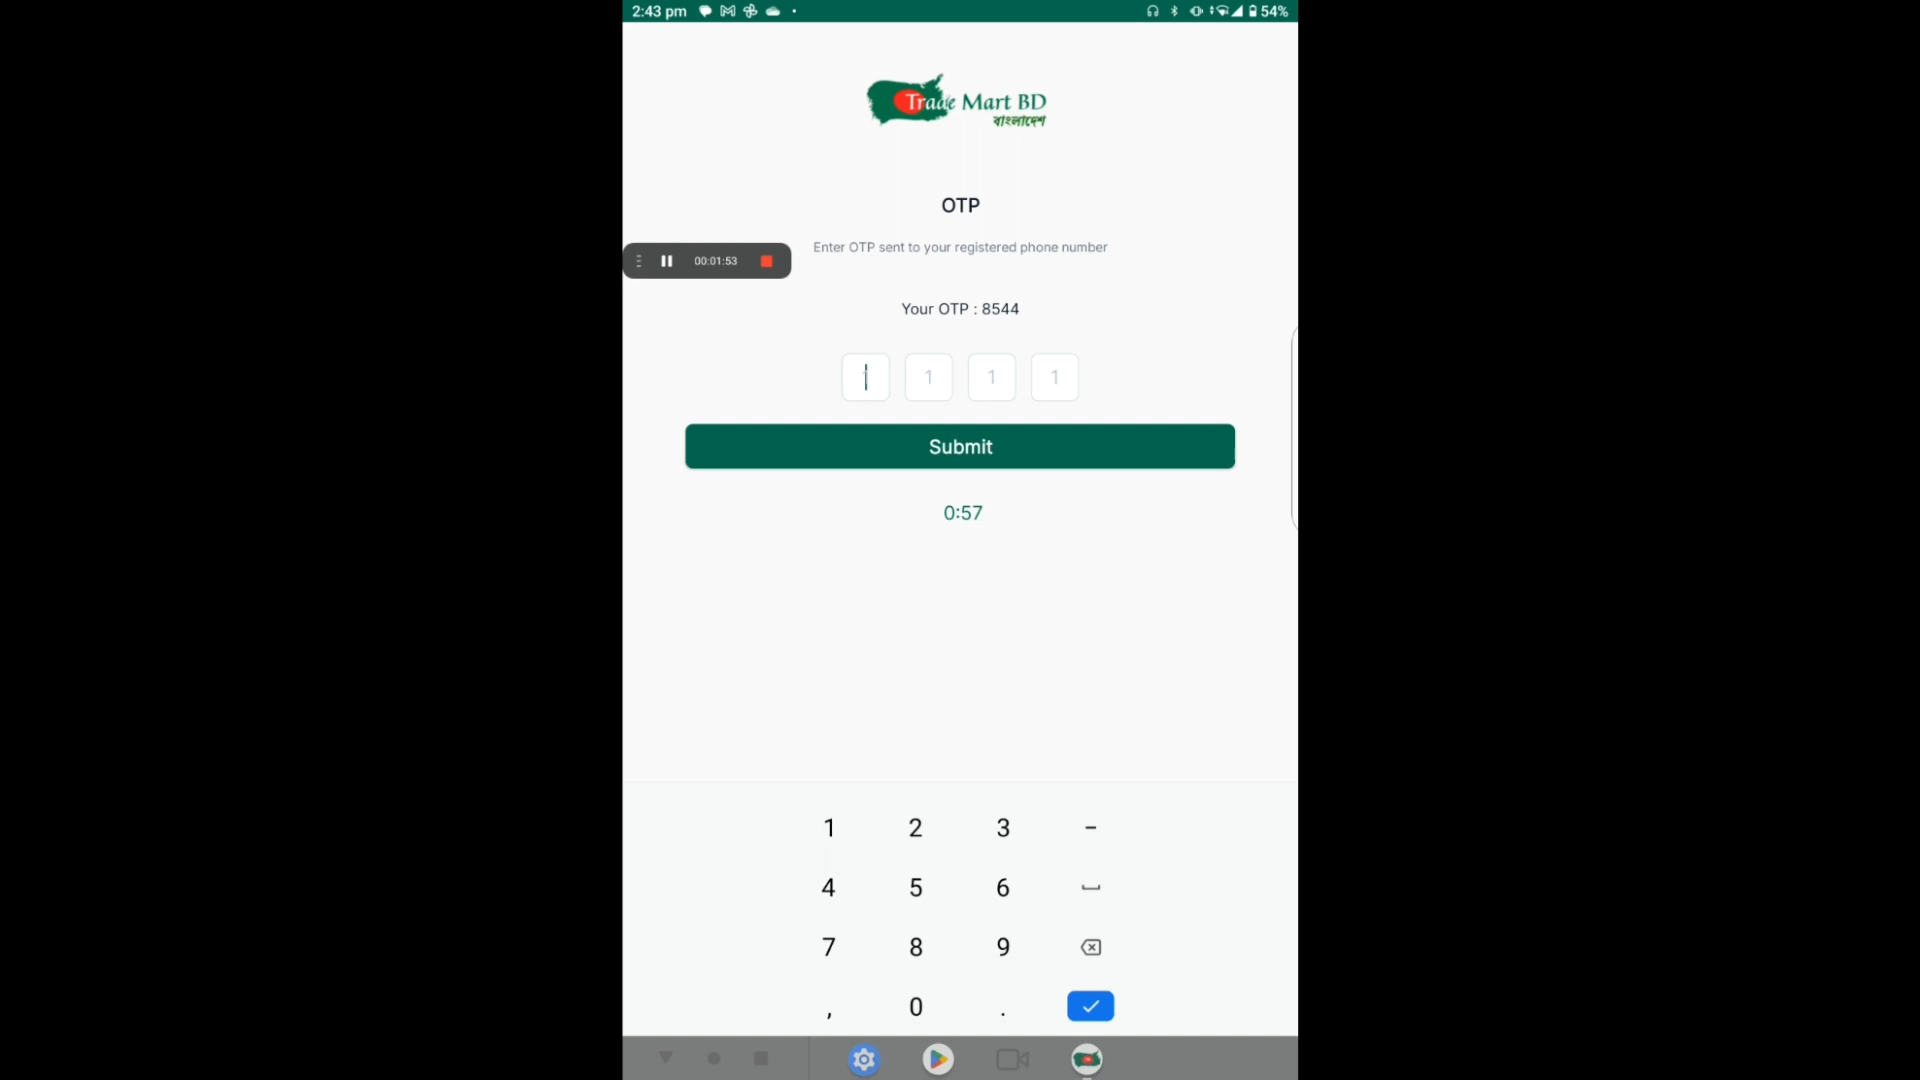 2:43 pm
54%
Trade Mart BD
বাংলাদেশ
OTP
Enter OTP sent to your registered phone number
00:01:53
Your OTP : 8544
1 1 1
Submit
0:57
1 2 3 -
4 5 6
7 8 9
, 0 .